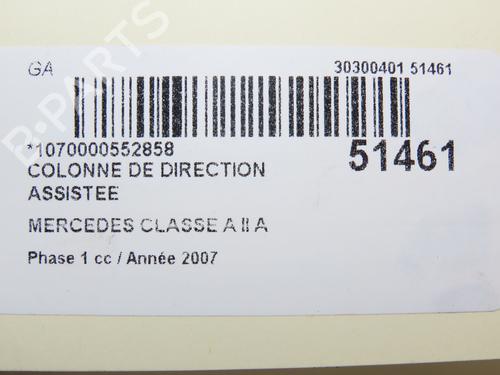 GA 30300401 51461
*1070000552858 51461
COLONNE DE DIRECTION
ASSISTEE
MERCEDES CLASSE A II A
Phase 1 cc / Année 2007
B-PARTS